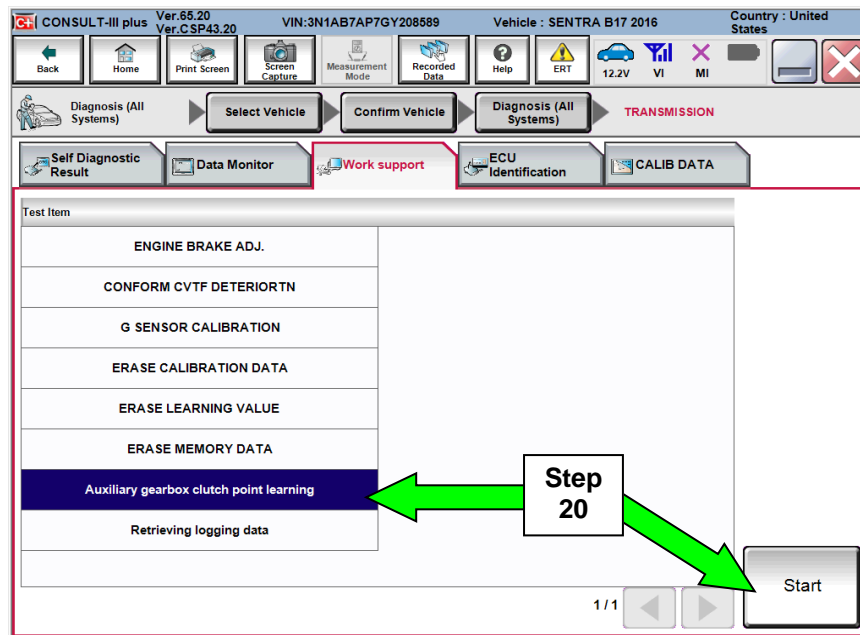 CONSULT-III plus
Ver.65.20
Ver.CSP43.20
VIN:3N1AB7AP7GY208589
Vehicle : SENTRA B17 2016
Country : United
States
Back
Home
Print Screen
Screen
Capture
Measurement
Mode
Recorded
Data
Help
ERT
12.2V
VI
MI
Diagnosis (All
Systems)
Select Vehicle
Confirm Vehicle
Diagnosis (All
Systems)
TRANSMISSION
Self Diagnostic
Result
Data Monitor
Work support
ECU
Identification
CALIB DATA
Test Item
ENGINE BRAKE ADJ.
CONFORM CVTF DETERIORTN
G SENSOR CALIBRATION
ERASE CALIBRATION DATA
ERASE LEARNING VALUE
ERASE MEMORY DATA
Auxiliary gearbox clutch point learning
Retrieving logging data
Step
20
1/1
Start